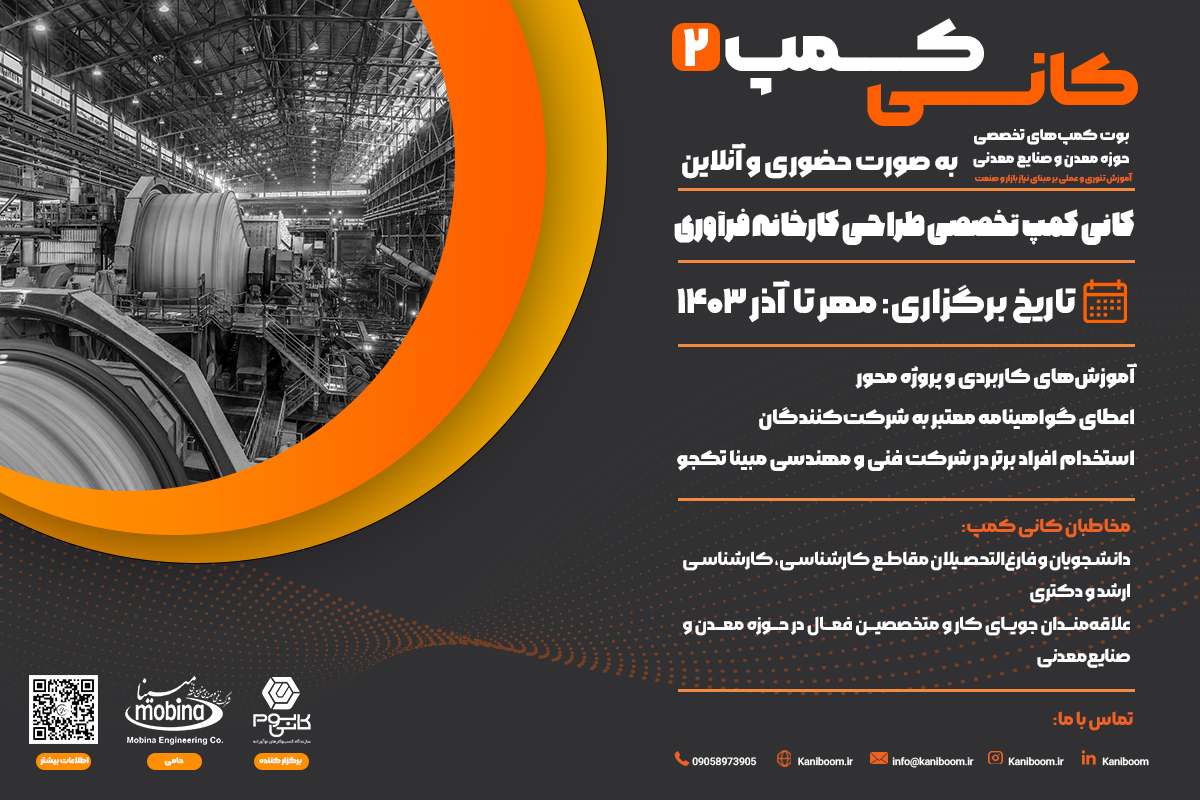 کانی کمپ ۲
بوت کمپ‌های تخصصی
حوزه معدن و صنایع معدنی
آموزش تئوری و عملی بر مبنای نیاز بازار و صنعت
به صورت حضوری و آنلاین
کانی کمپ تخصصی طراحی کارخانه فرآوری
تاریخ برگزاری: مهر تا آذر ۱۴۰۳
آموزش‌های کاربردی و پروژه محور
اعطای گواهینامه معتبر به شرکت‌کنندگان
استخدام افراد برتر در شرکت فنی و مهندسی مبینا تکجو
مخاطبان کانی کمپ:
دانشجویان و فارغ‌التحصیلان مقاطع کارشناسی، کارشناسی
ارشد و دکتری
علاقه‌مندان جویای کار و متخصصین فعال در حوزه معدن و
صنایع معدنی
تماس با ما:
09058973905
Kaniboom.ir
info@kaniboom.ir
Kaniboom.ir
Kaniboom
کانی‌بوم
برگزار کننده
مبینا
mobina
Mobina Engineering Co.
حامی
اطلاعات بیشتر